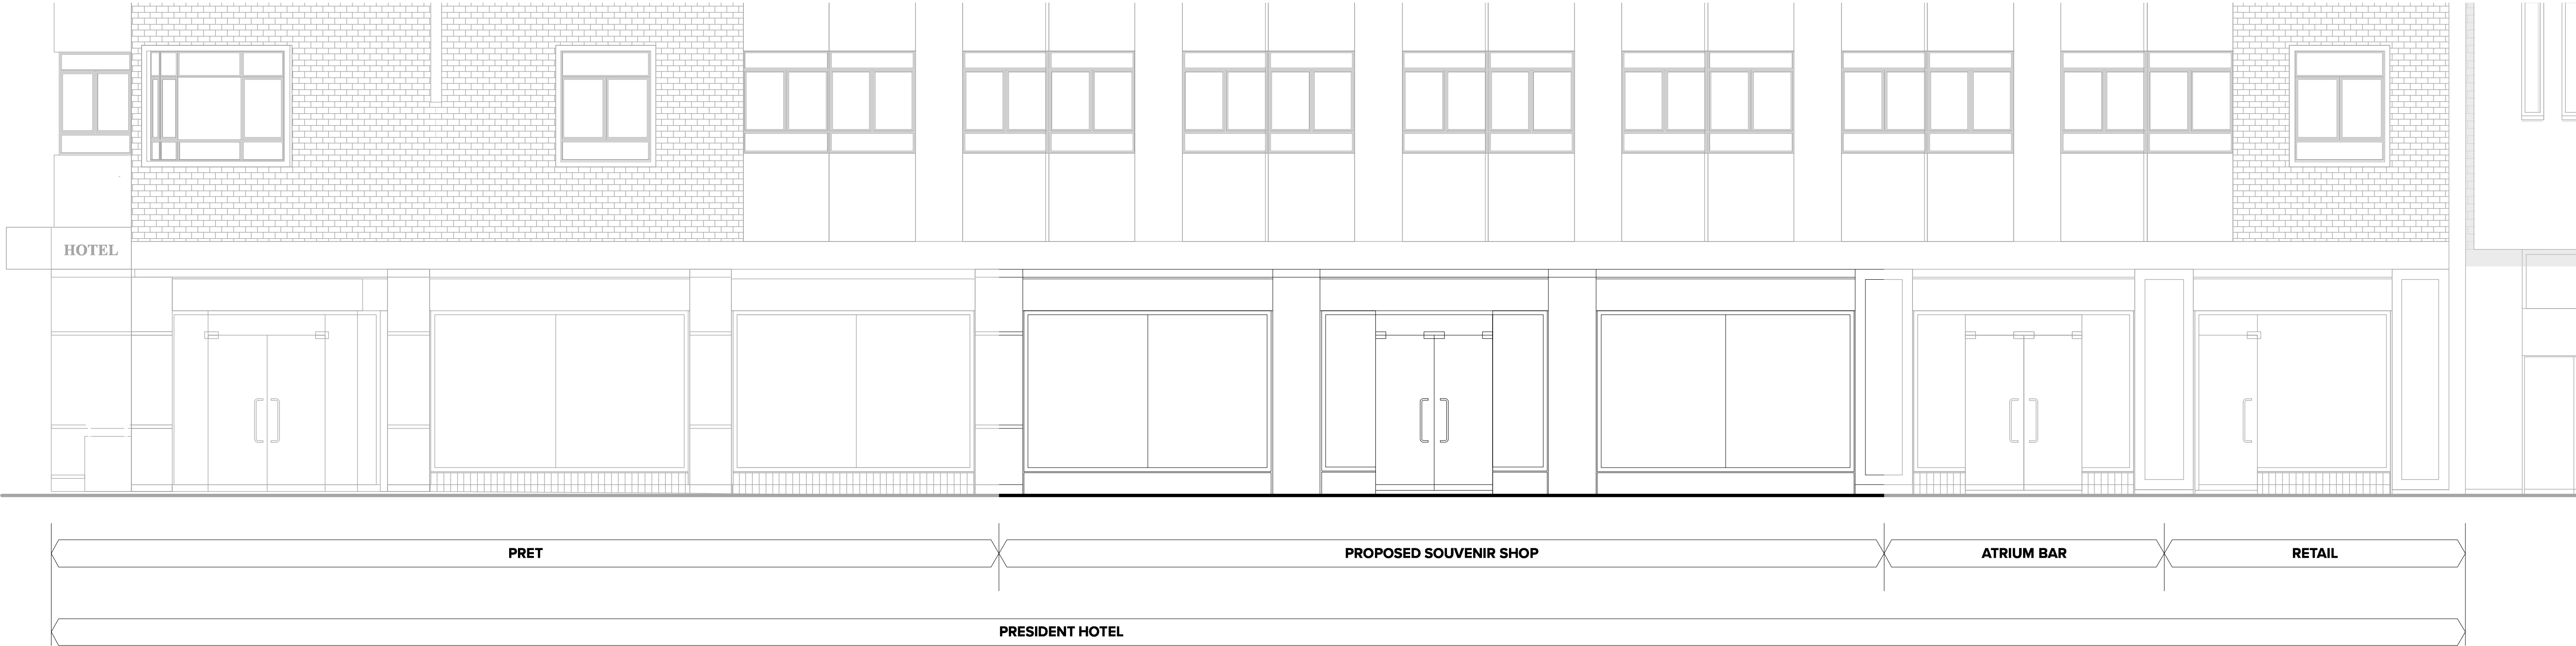 HOTEL
PRET
PROPOSED SOUVENIR SHOP
ATRIUM BAR
RETAIL
PRESIDENT HOTEL